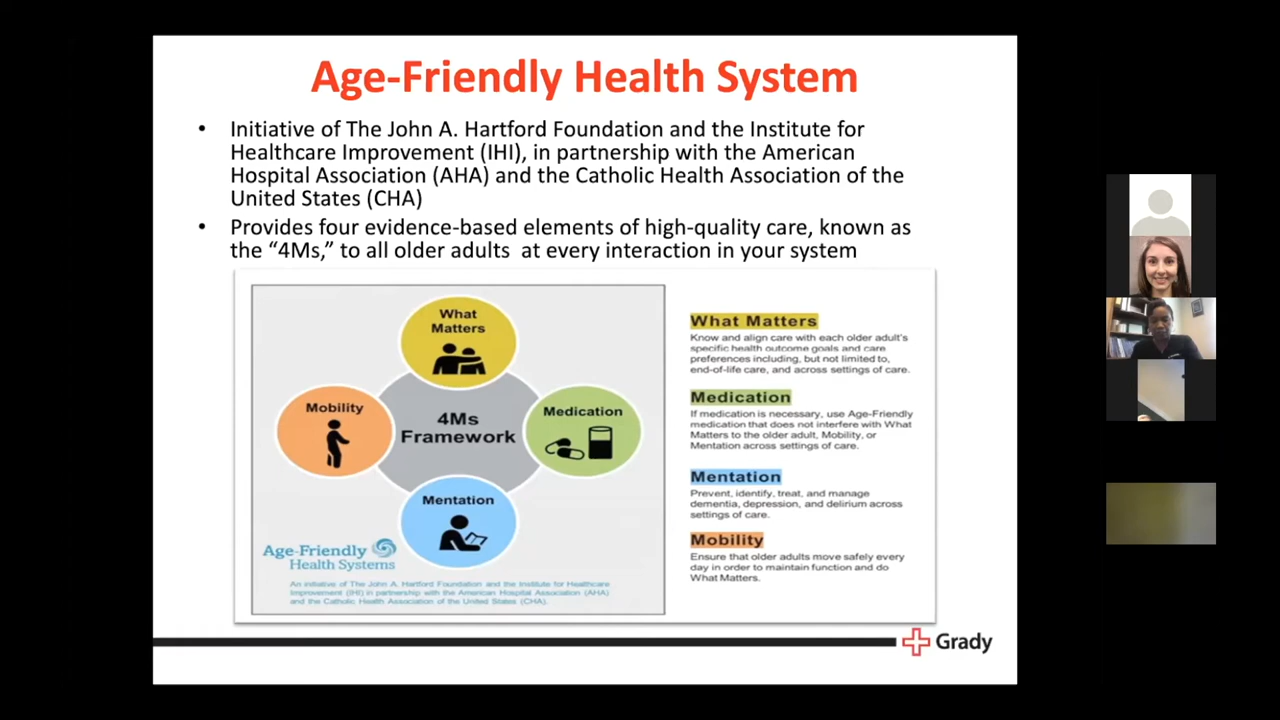 Age-Friendly Health System
• Initiative of The John A. Hartford Foundation and the Institute for
Healthcare Improvement (IHI), in partnership with the American
Hospital Association (AHA) and the Catholic Health Association of the
United States (CHA)
• Provides four evidence-based elements of high-quality care, known as
the “4Ms,” to all older adults at every interaction in your system
What
Matters
Mobility
4Ms
Framework
Medication
Mentation
Age-Friendly
Health Systems
An initiative of The John A. Hartford Foundation and the Institute for Healthcare
Improvement (IHI) in partnership with the American Hospital Association (AHA)
and the Catholic Health Association of the United States (CHA).
What Matters
Know and align care with each older adult's
specific health outcome goals and care
preferences including, but not limited to,
end-of-life care, and across settings of care.
Medication
If medication is necessary, use Age-Friendly
medication that does not interfere with What
Matters to the older adult, Mobility, or
Mentation across settings of care.
Mentation
Prevent, identify, treat, and manage
dementia, depression, and delirium across
settings of care.
Mobility
Ensure that older adults move safely every
day in order to maintain function and do
What Matters.
Grady